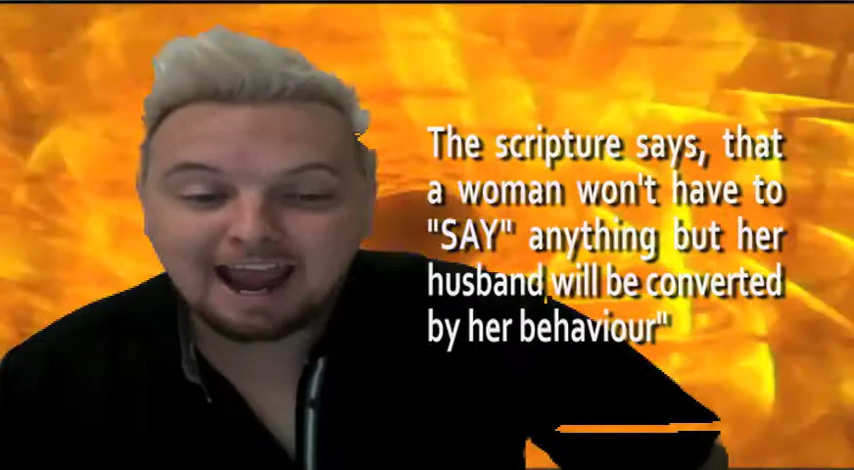 The scripture says, that
a woman won't have to
"SAY" anything but her
husband will be converted
by her behaviour"